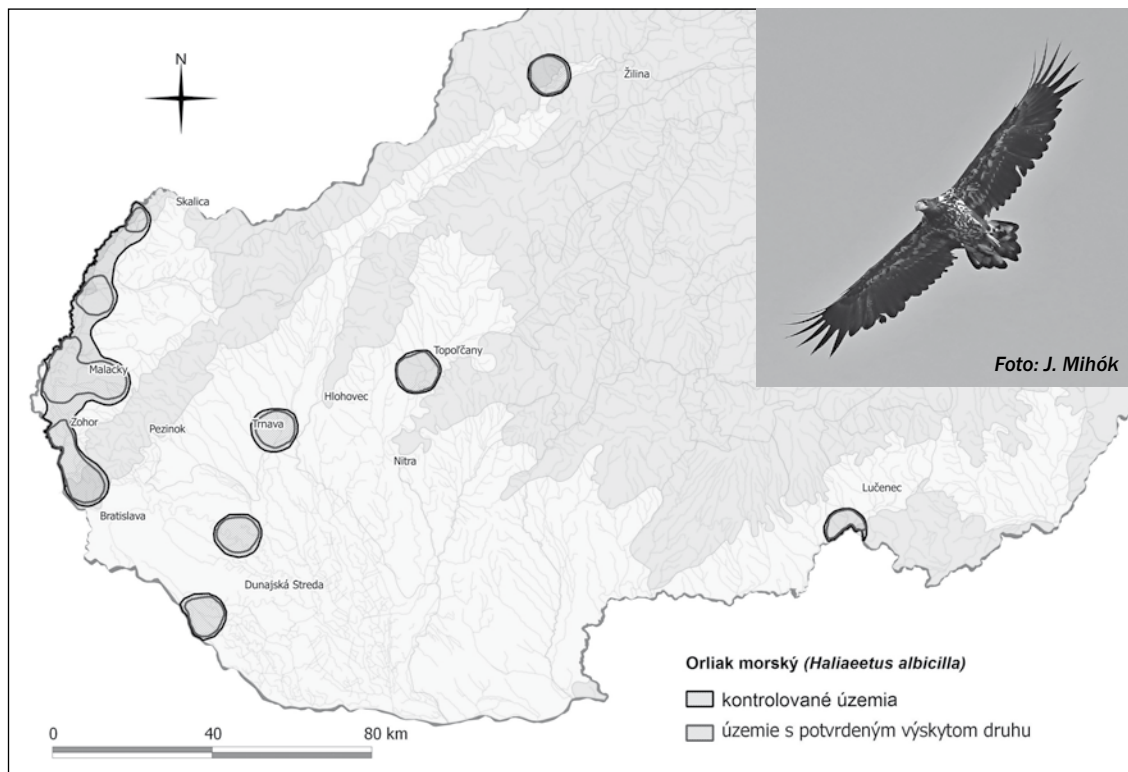 N
Žilina
Skalica
Foto: J. Mihók
Topoľčany
Malacky
Hlohovec
Zohor
Pezinok
Trnava
Nitra
Lučenec
Bratislava
Dunajská Streda
Orliak morský (Haliaeetus albicilla)
kontrolované územia
územie s potvrdeným výskytom druhu
0 40 80 km